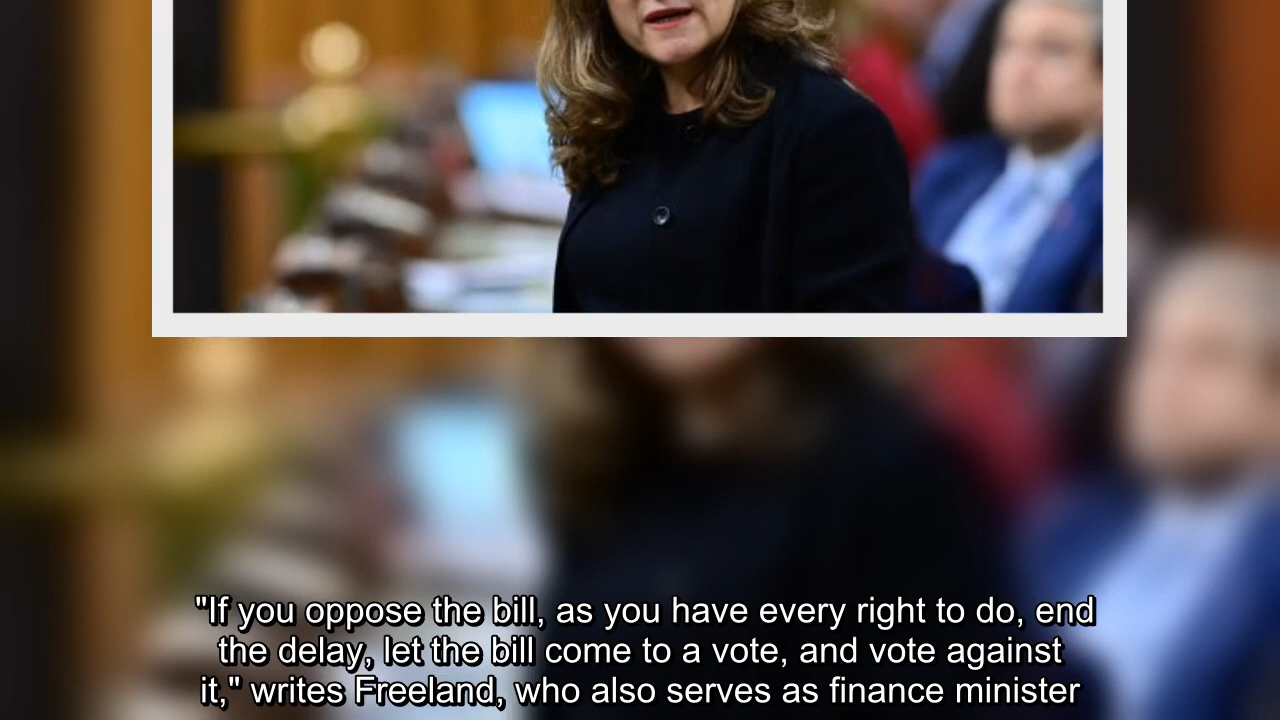 "If you oppose the bill, as you have every right to do, end
the delay, let the bill come to a vote, and vote against
it," writes Freeland, who also serves as finance minister